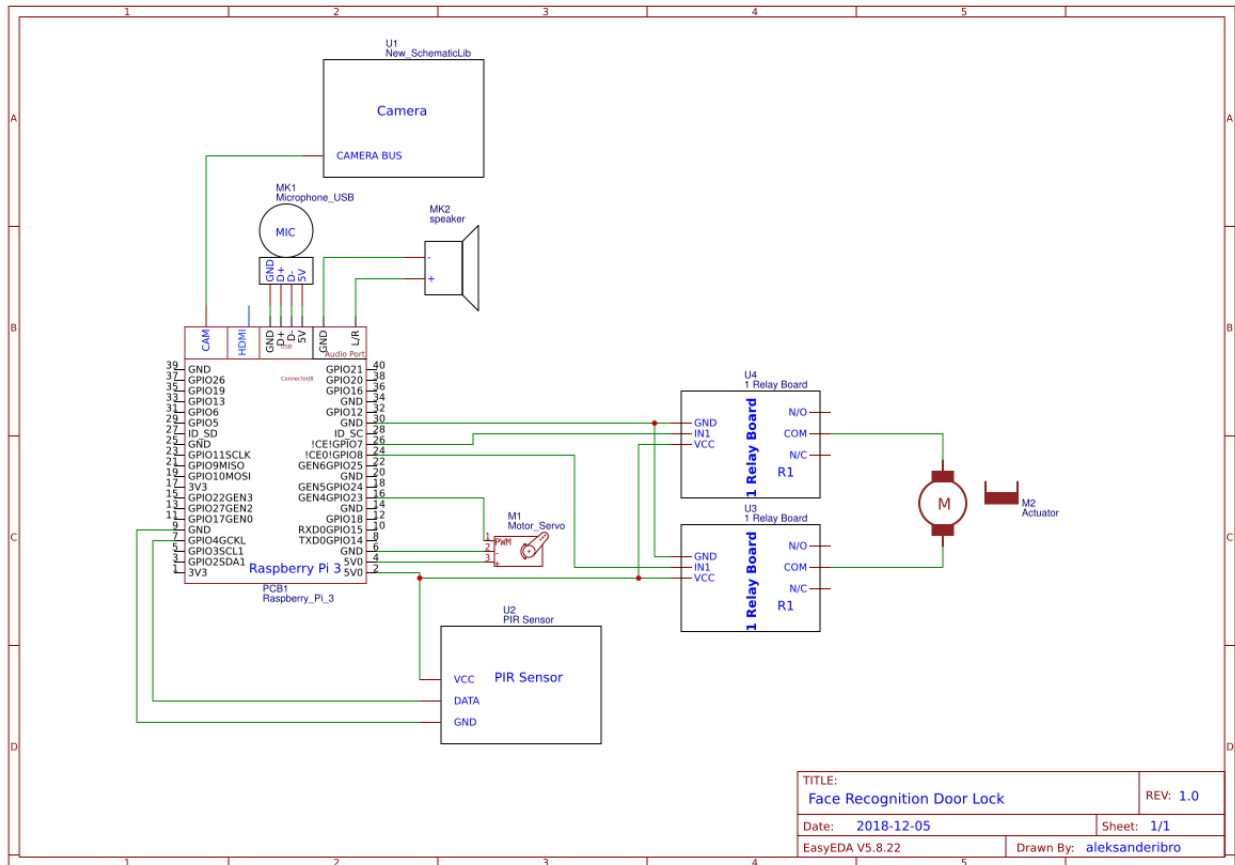 1 2 3 4 5
A A
B B
C C
D D
1 2 3 4 5
U1
New_SchematicLib
Camera
CAMERA BUS
MK1
Microphone_USB
MIC
GND
D+
D-
5V
MK2
speaker
-
+
CAM
HDMI
GND
D+
D-
5V
USB
GND
L/R
Audio Port
ConnectorJ8
39 GND GPIO21 40
37 GPIO26 GPIO20 38
35 GPIO19 GPIO16 36
33 GPIO13 GND 34
31 GPIO6 GPIO12 32
29 GPIO5 GND 30
27 ID_SD ID_SC 28
25 GND !CE!GPIO7 26
23 GPIO11SCLK !CE0!GPIO8 24
21 GPIO9MISO GEN6GPIO25 22
19 GPIO10MOSI GND 20
17 3V3 GEN5GPIO24 18
15 GPIO22GEN3 GEN4GPIO23 16
13 GPIO27GEN2 GND 14
11 GPIO17GEN0 GPIO18 12
9 GND RXD0GPIO15 10
7 GPIO4GCKL TXD0GPIO14 8
5 GPIO3SCL1 GND 6
3 GPIO2SDA1 5V0 4
1 3V3 5V0 2
Raspberry Pi 3
PCB1
Raspberry_Pi_3
M1
Motor_Servo
1 PWM
2 -
3 +
U2
PIR Sensor
PIR Sensor
VCC
DATA
GND
U4
1 Relay Board
1 Relay Board
GND
IN1
VCC
N/O
COM
N/C
R1
U3
1 Relay Board
1 Relay Board
GND
IN1
VCC
N/O
COM
N/C
R1
M
M2
Actuator
TITLE:
Face Recognition Door Lock
REV: 1.0
Date: 2018-12-05
Sheet: 1/1
EasyEDA V5.8.22
Drawn By: aleksanderibro